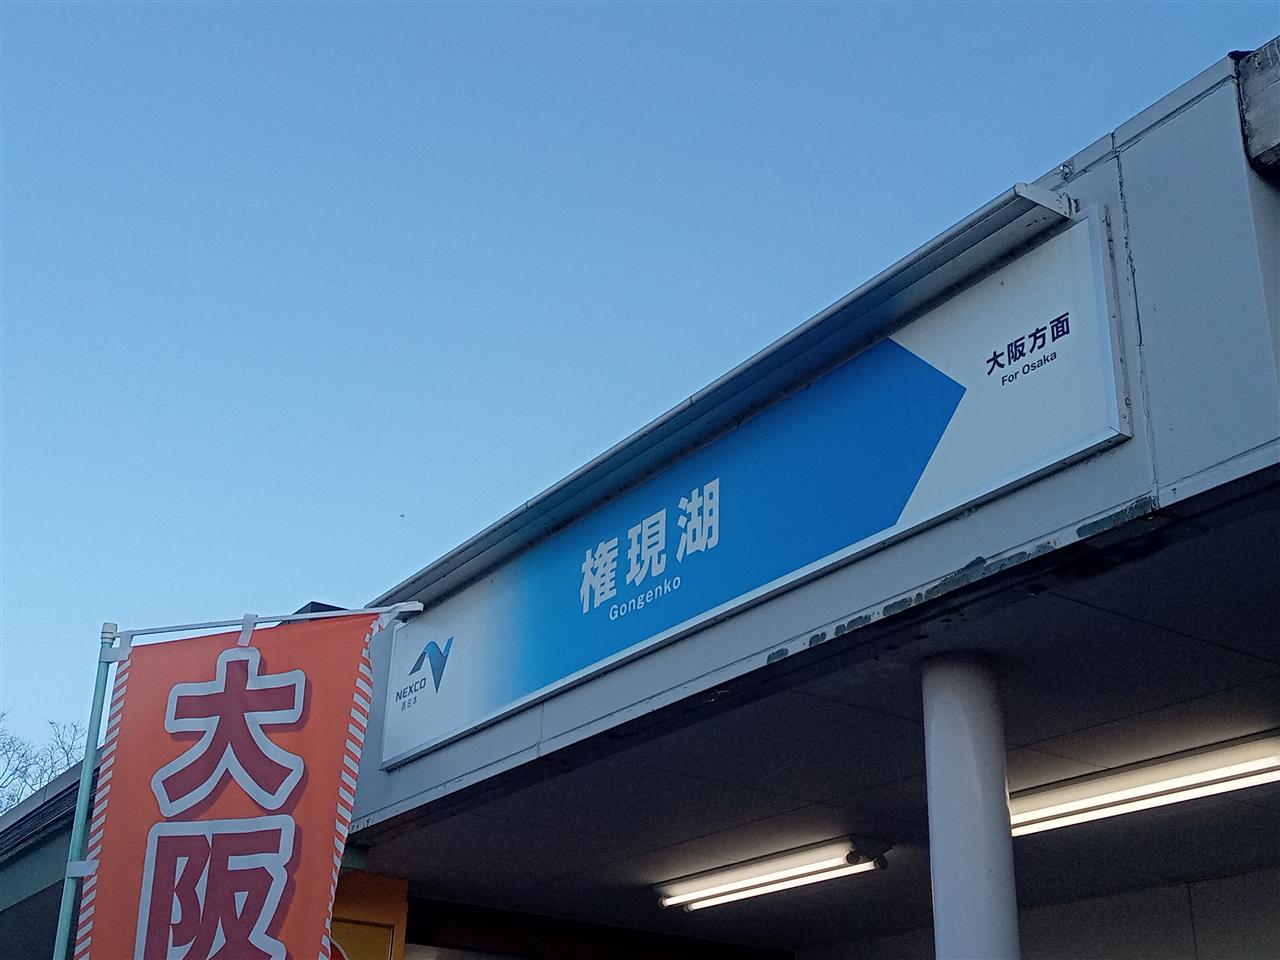 大阪方面
For Osaka
権現湖
Gongenko
NEXCO
西日本
大阪